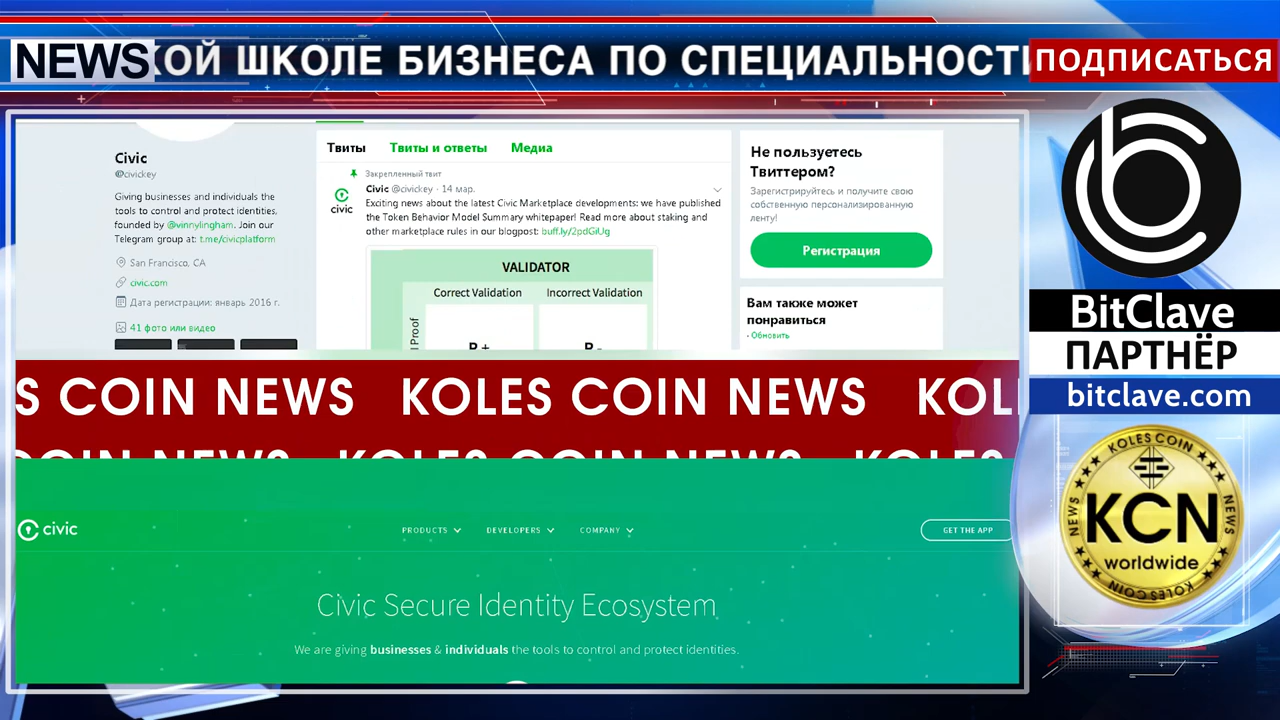 NEWS
КОЙ ШКОЛЕ БИЗНЕСА ПО СПЕЦИАЛЬНОСТИ
ПОДПИСАТЬСЯ
Civic
@civickey
Giving businesses and individuals the
tools to control and protect identities,
founded by @vinnylingham. Join our
Telegram group at: t.me/civicplatform
San Francisco, CA
civic.com
Дата регистрации: январь 2016 г.
41 фото или видео
Твиты Твиты и ответы Медиа
Закрепленный твит
Civic @civickey · 14 мар.
Exciting news about the latest Civic Marketplace developments: we have published
the Token Behavior Model Summary whitepaper! Read more about staking and
other marketplace rules in our blogpost: buff.ly/2pdGiUg
civic
VALIDATOR
Correct Validation Incorrect Validation
Proof
R+ R-
Не пользуетесь
Твиттером?
Зарегистрируйтесь и получите свою
собственную персонализированную
ленту!
Регистрация
Вам также может
понравиться
· Обновить
BitClave
ПАРТНЁР
bitclave.com
S COIN NEWS KOLES COIN NEWS KOL
COIN NEWS KOLES COIN NEWS KOLES
KOLES COIN
NEWS
KCN
NEWS
worldwide
KOLES COIN
civic
PRODUCTS DEVELOPERS COMPANY GET THE APP
Civic Secure Identity Ecosystem
We are giving businesses & individuals the tools to control and protect identities.